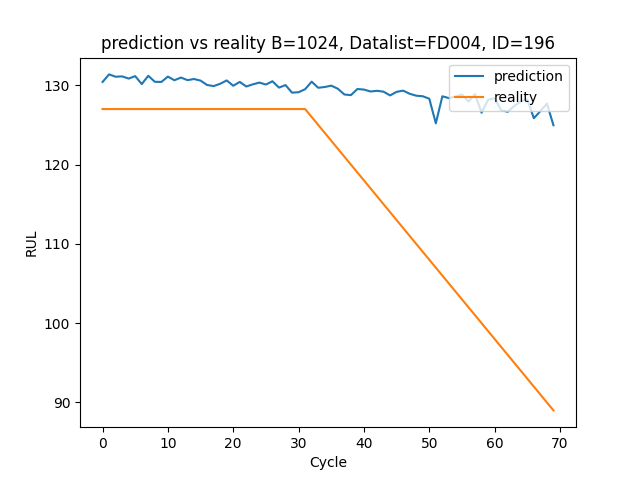 prediction vs reality B=1024, Datalist=FD004, ID=196
prediction
reality
130
120
110
100
90
RUL
0 10 20 30 40 50 60 70
Cycle